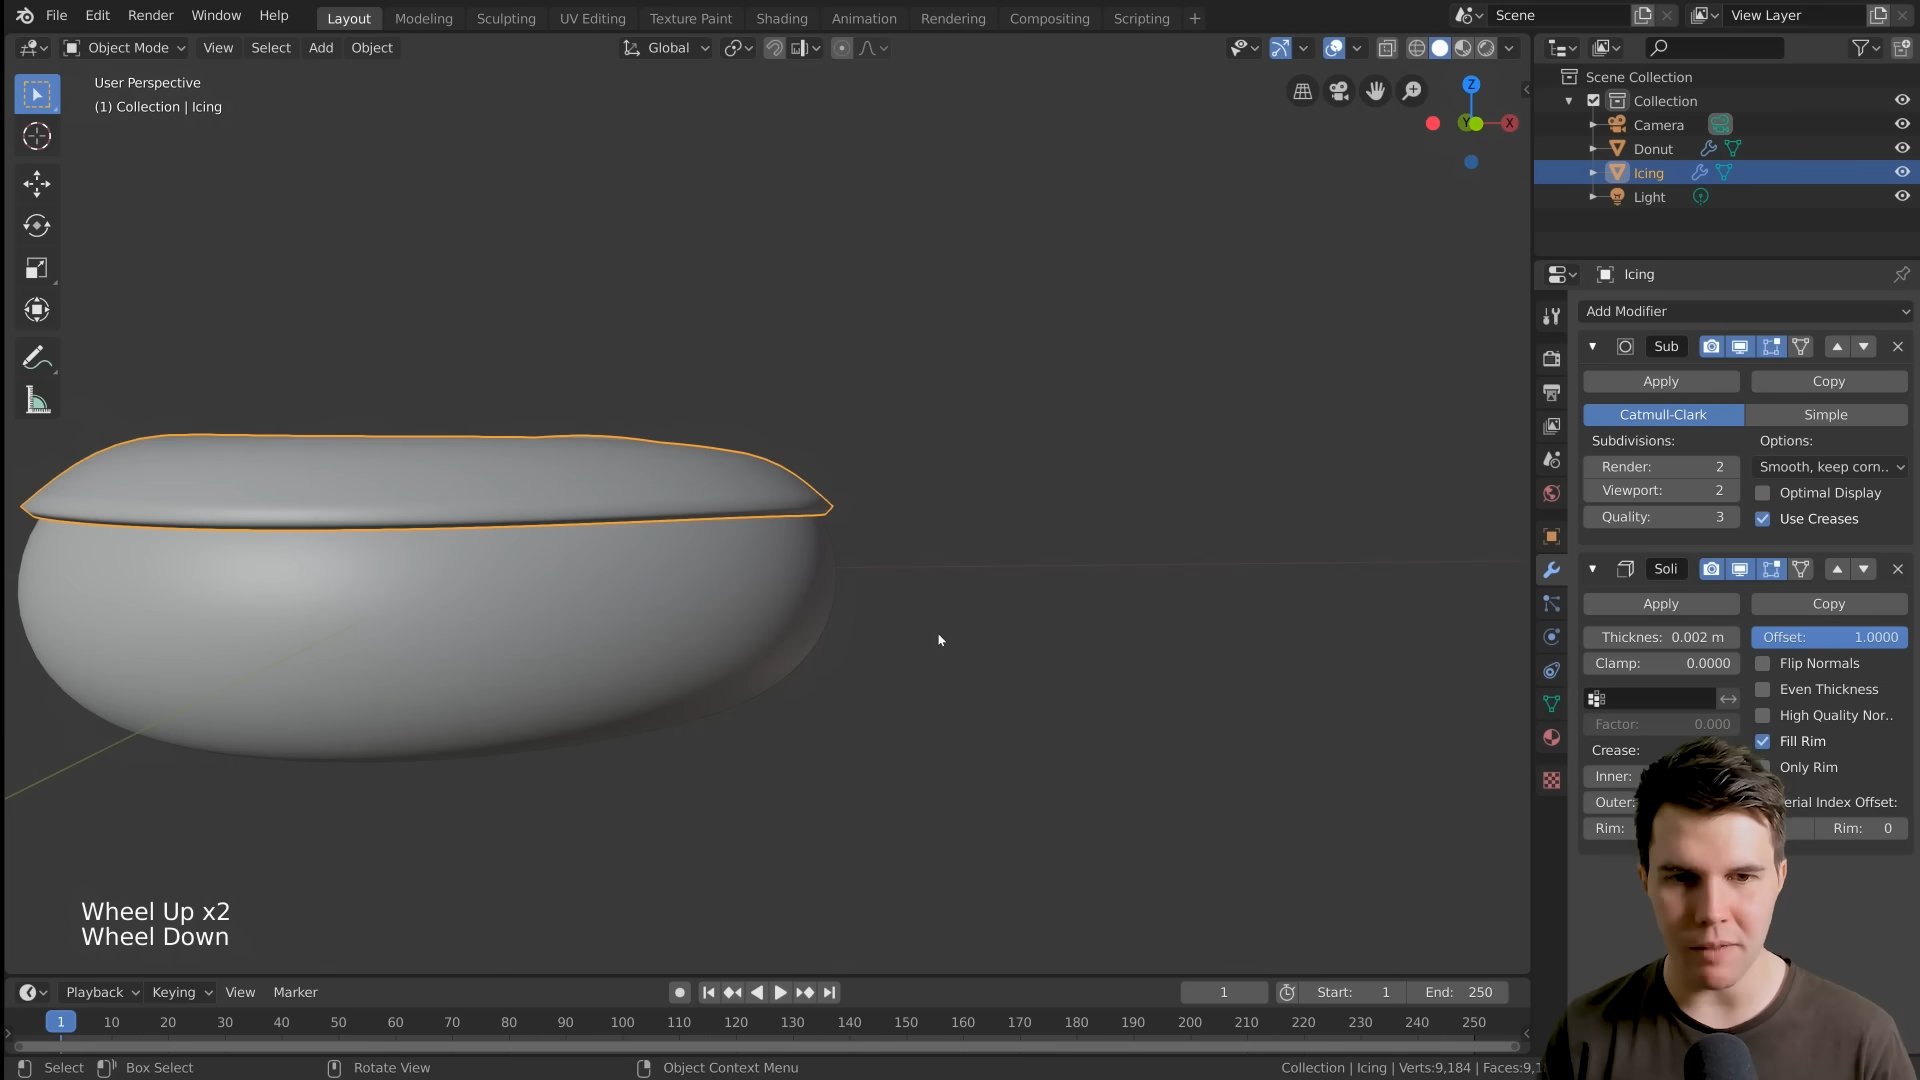 File Edit Render Window Help Layout Modeling Sculpting UV Editing Texture Paint Shading Animation Rendering Compositing Scripting + Scene View Layer
Object Mode View Select Add Object Global
User Perspective
(1) Collection | Icing
Z
Y X
Scene Collection
Collection
Camera
Donut
Icing
Light
Icing
Add Modifier
Sub
Apply Copy
Catmull-Clark Simple
Subdivisions: Options:
Render: 2 Smooth, keep corn..
Viewport: 2 Optimal Display
Quality: 3 Use Creases
Soli
Apply Copy
Thicknes: 0.002 m Offset: 1.0000
Clamp: 0.0000 Flip Normals
Even Thickness
High Quality Nor..
Factor: 0.000
Fill Rim
Crease:
Only Rim
Inner:
Outer: erial Index Offset:
Rim: Rim: 0
Wheel Up x2
Wheel Down
Playback Keying View Marker 1 Start: 1 End: 250
1 10 20 30 40 50 60 70 80 90 100 110 120 130 140 150 160 170 180 190 200 210 220 230 240 250
Select Box Select Rotate View Object Context Menu Collection | Icing | Verts:9,184 | Faces:9,1